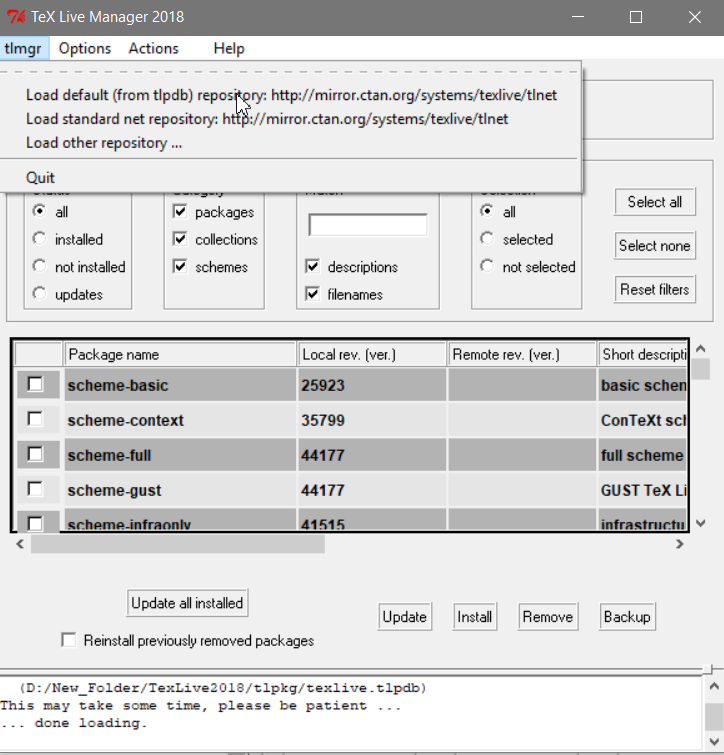 TeX Live Manager 2018
tlmgr Options Actions Help
Load default (from tlpdb) repository: http://mirror.ctan.org/systems/texlive/tlnet
Load standard net repository: http://mirror.ctan.org/systems/texlive/tlnet
Load other repository ...
Quit
all packages all Select all
installed collections selected Select none
not installed schemes descriptions not selected
updates filenames Reset filters
Package name Local rev. (ver.) Remote rev. (ver.) Short descripti
scheme-basic 25923 basic schem
scheme-context 35799 ConTeXt scl
scheme-full 44177 full scheme
scheme-gust 44177 GUST TeX Li
scheme-infraonly 41515 infrastructu
Update all installed
Update Install Remove Backup
Reinstall previously removed packages
(D:/New_Folder/TexLive2018/tlpkg/texlive.tlpdb)
This may take some time, please be patient ...
... done loading.